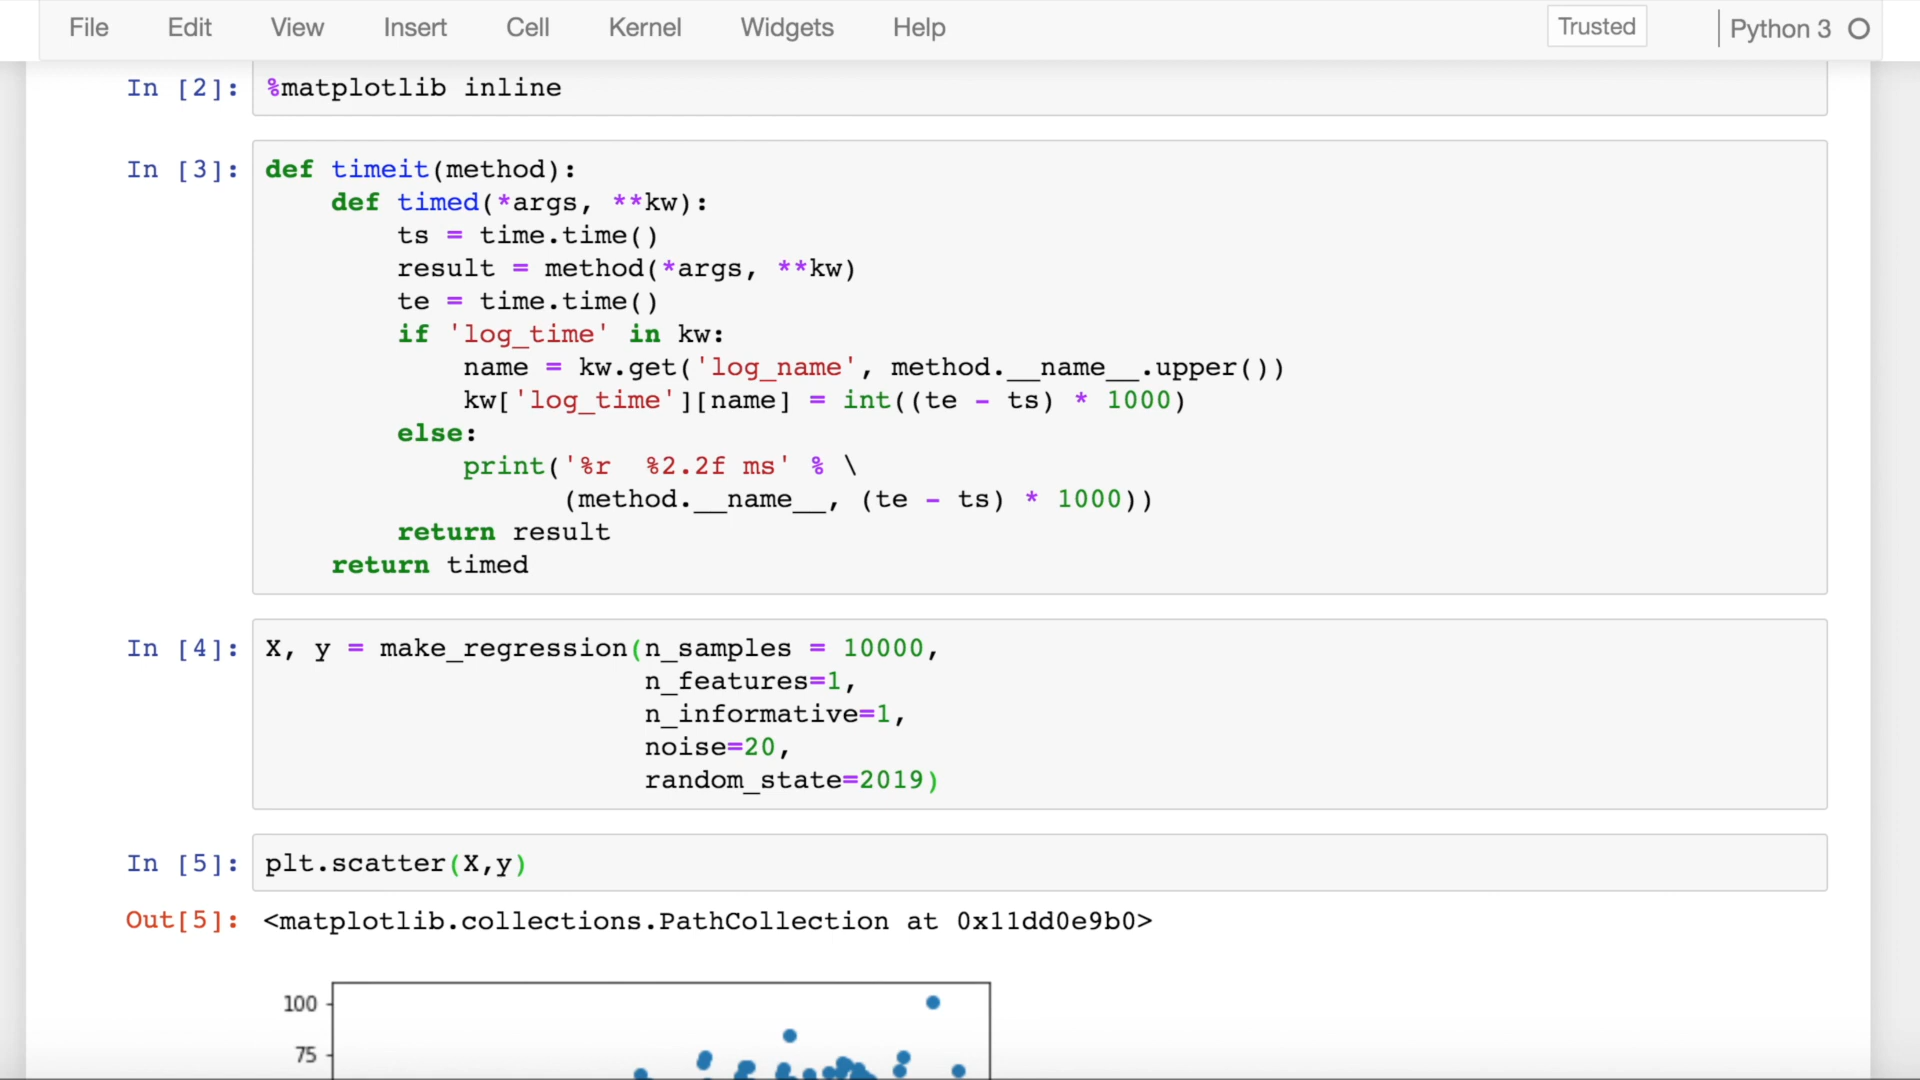 File Edit View Insert Cell Kernel Widgets Help Trusted Python 3
In [2]: %matplotlib inline
In [3]: def timeit(method):
    def timed(*args, **kw):
        ts = time.time()
        result = method(*args, **kw)
        te = time.time()
        if 'log_time' in kw:
            name = kw.get('log_name', method.__name__.upper())
            kw['log_time'][name] = int((te - ts) * 1000)
        else:
            print('%r  %2.2f ms' % \
                  (method.__name__, (te - ts) * 1000))
        return result
    return timed
In [4]: X, y = make_regression(n_samples = 10000,
                       n_features=1,
                       n_informative=1,
                       noise=20,
                       random_state=2019)
In [5]: plt.scatter(X,y)
Out[5]: <matplotlib.collections.PathCollection at 0x11dd0e9b0>
100
75